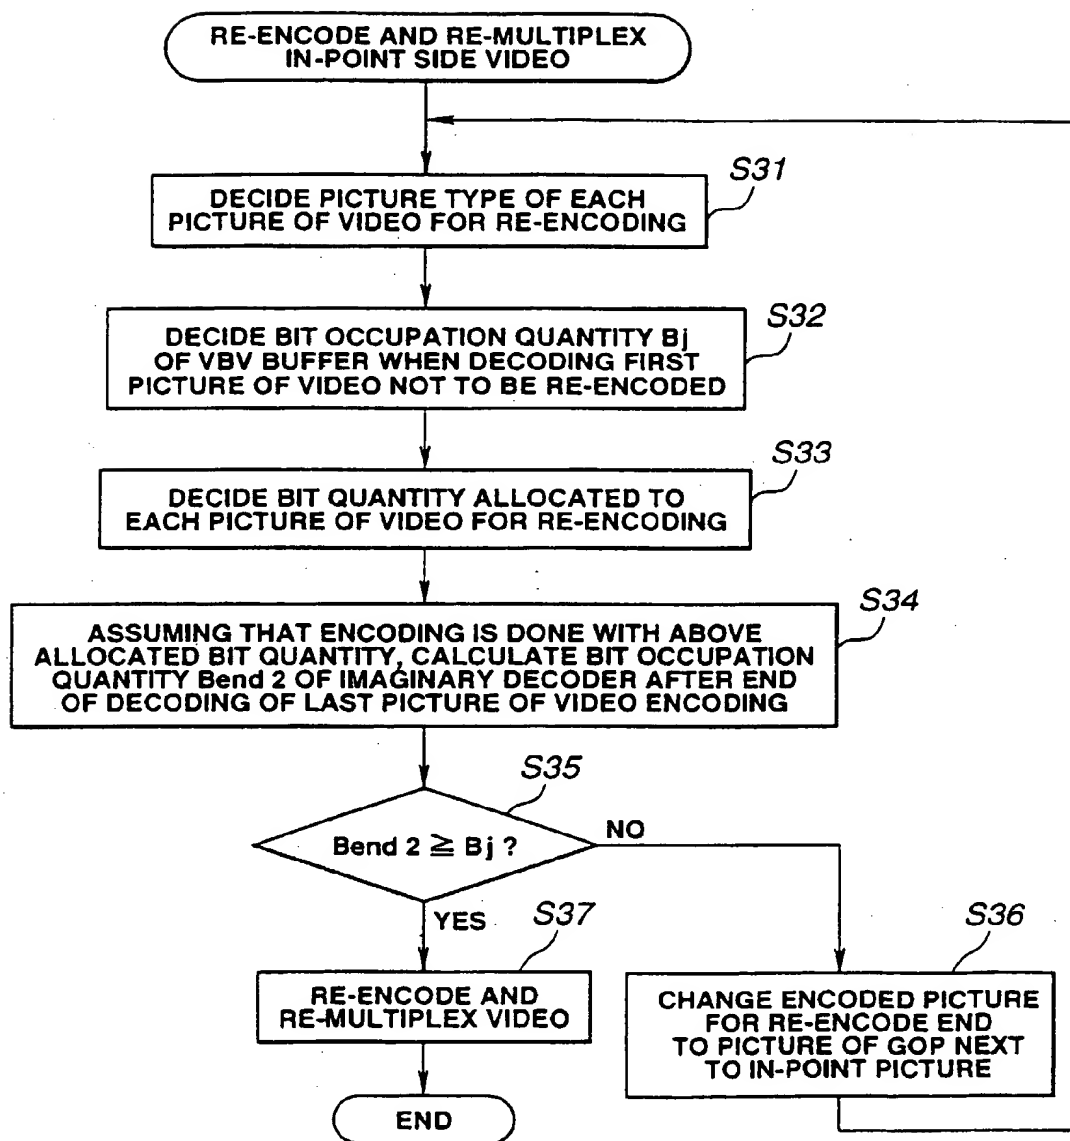 RE-ENCODE AND RE-MULTIPLEX
IN-POINT SIDE VIDEO
S31
DECIDE PICTURE TYPE OF EACH
PICTURE OF VIDEO FOR RE-ENCODING
S32
DECIDE BIT OCCUPATION QUANTITY Bj
OF VBV BUFFER WHEN DECODING FIRST
PICTURE OF VIDEO NOT TO BE RE-ENCODED
S33
DECIDE BIT QUANTITY ALLOCATED TO
EACH PICTURE OF VIDEO FOR RE-ENCODING
S34
ASSUMING THAT ENCODING IS DONE WITH ABOVE
ALLOCATED BIT QUANTITY, CALCULATE BIT OCCUPATION
QUANTITY Bend 2 OF IMAGINARY DECODER AFTER END
OF DECODING OF LAST PICTURE OF VIDEO ENCODING
S35
Bend 2 ≧ Bj ?
NO
YES
S37
RE-ENCODE AND
RE-MULTIPLEX VIDEO
S36
CHANGE ENCODED PICTURE
FOR RE-ENCODE END
TO PICTURE OF GOP NEXT
TO IN-POINT PICTURE
END